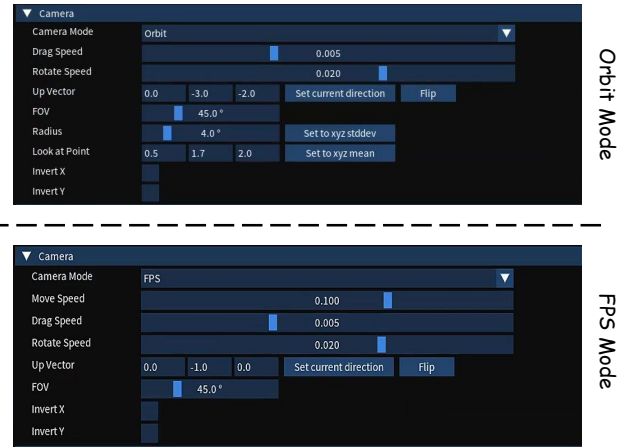 Camera
Camera Mode Orbit
Drag Speed 0.005
Rotate Speed 0.020
Up Vector 0.0 -3.0 -2.0 Set current direction Flip
FOV 45.0 °
Radius 4.0 ° Set to xyz stddev
Look at Point 0.5 1.7 2.0 Set to xyz mean
Invert X
Invert Y
Orbit Mode
Camera
Camera Mode FPS
Move Speed 0.100
Drag Speed 0.005
Rotate Speed 0.020
Up Vector 0.0 -1.0 0.0 Set current direction Flip
FOV 45.0 °
Invert X
Invert Y
FPS Mode